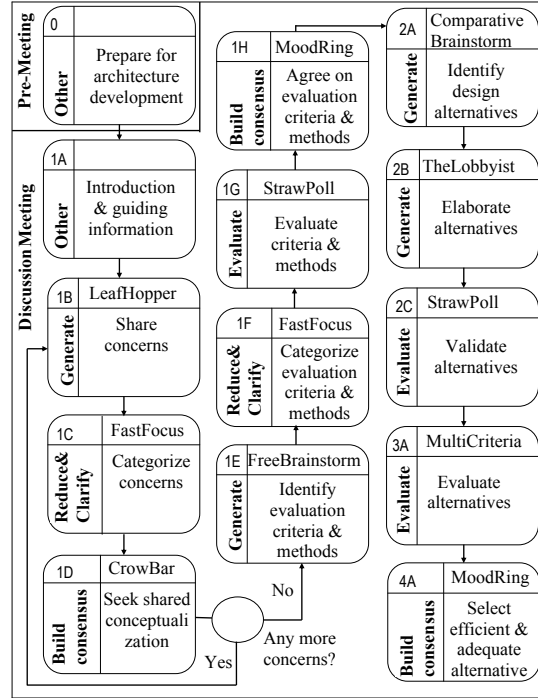 Pre-Meeting
0
Other
Prepare for
architecture
development
Discussion Meeting
1A
Other
Introduction
& guiding
information
1B
LeafHopper
Generate
Share
concerns
1C
FastFocus
Reduce&
Clarify
Categorize
concerns
1D
CrowBar
Build
consensus
Seek shared
conceptuali
zation
Yes
No
Any more
concerns?
1E
FreeBrainstorm
Generate
Identify
evaluation
criteria &
methods
1F
FastFocus
Reduce&
Clarify
Categorize
evaluation
criteria &
methods
1G
StrawPoll
Evaluate
Evaluate
criteria &
methods
1H
MoodRing
Build
consensus
Agree on
evaluation
criteria &
methods
2A
Comparative
Brainstorm
Generate
Identify
design
alternatives
2B
TheLobbyist
Generate
Elaborate
alternatives
2C
StrawPoll
Evaluate
Validate
alternatives
3A
MultiCriteria
Evaluate
Evaluate
alternatives
4A
MoodRing
Build
consensus
Select
efficient &
adequate
alternative